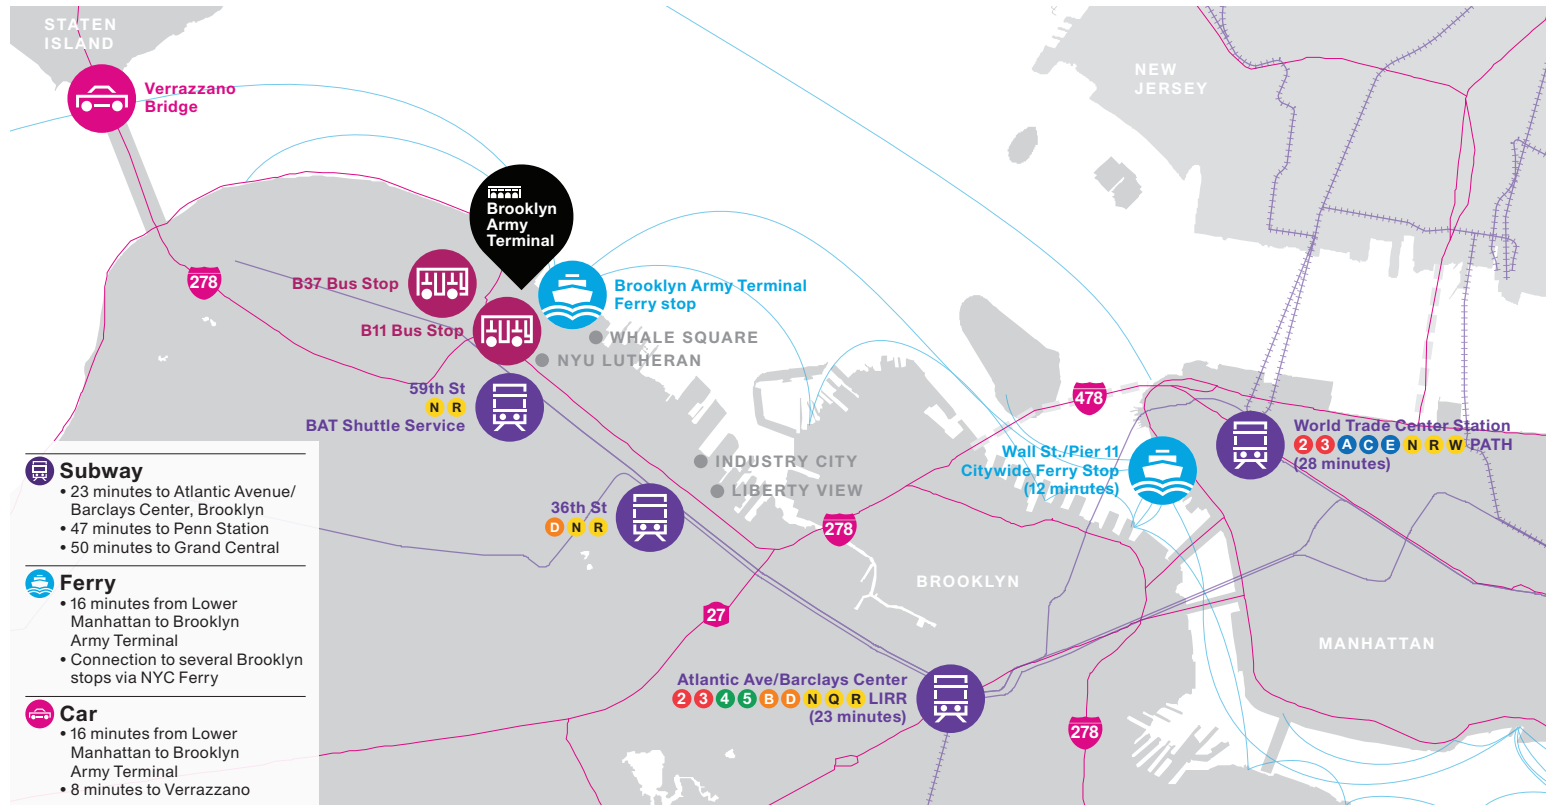 STATEN
ISLAND
Verrazzano
Bridge
NEW
JERSEY
Brooklyn
Army
Terminal
278
B37 Bus Stop
Brooklyn Army Terminal
Ferry stop
B11 Bus Stop
WHALE SQUARE
NYU LUTHERAN
59th St
N R
BAT Shuttle Service
478
World Trade Center Station
2 3 A C E N R W PATH
(28 minutes)
Wall St./Pier 11
Citywide Ferry Stop
(12 minutes)
INDUSTRY CITY
LIBERTY VIEW
36th St
D N R
278
BROOKLYN
27
MANHATTAN
Atlantic Ave/Barclays Center
2 3 4 5 B D N Q R LIRR
(23 minutes)
278
Subway
• 23 minutes to Atlantic Avenue/
Barclays Center, Brooklyn
• 47 minutes to Penn Station
• 50 minutes to Grand Central
Ferry
• 16 minutes from Lower
Manhattan to Brooklyn
Army Terminal
• Connection to several Brooklyn
stops via NYC Ferry
Car
• 16 minutes from Lower
Manhattan to Brooklyn
Army Terminal
• 8 minutes to Verrazzano